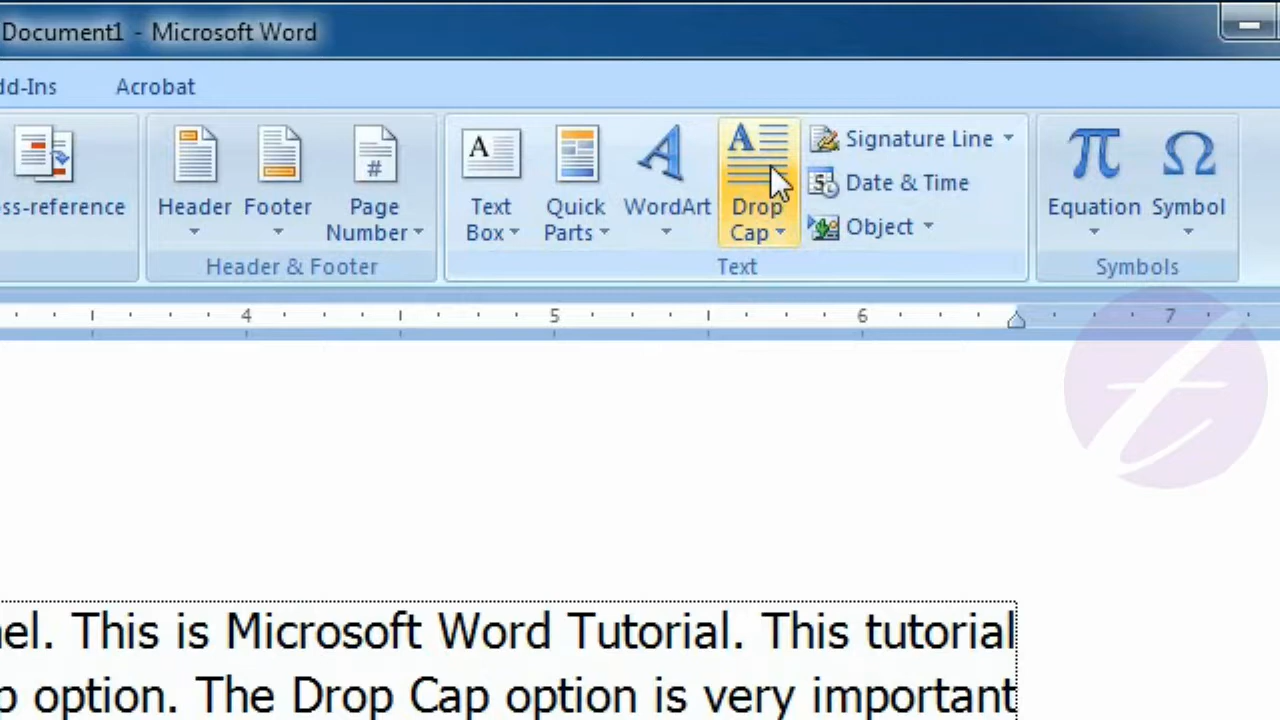 Document1 - Microsoft Word
dd-Ins Acrobat
ss-reference
Header
Footer
Page
Number
Header & Footer
A
Text
Box
Quick
Parts
WordArt
Drop
Cap
Signature Line
Date & Time
Object
Text
π
Equation
Ω
Symbol
Symbols
4 5 6 7
nel. This is Microsoft Word Tutorial. This tutorial
p option. The Drop Cap option is very important